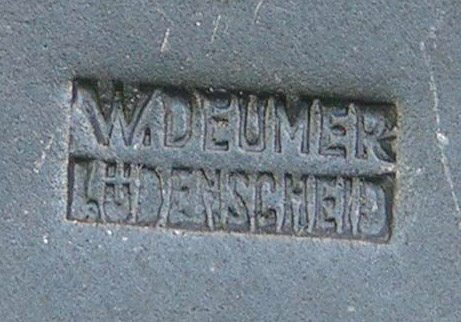 W. DEUMER
LÜDENSCHEID